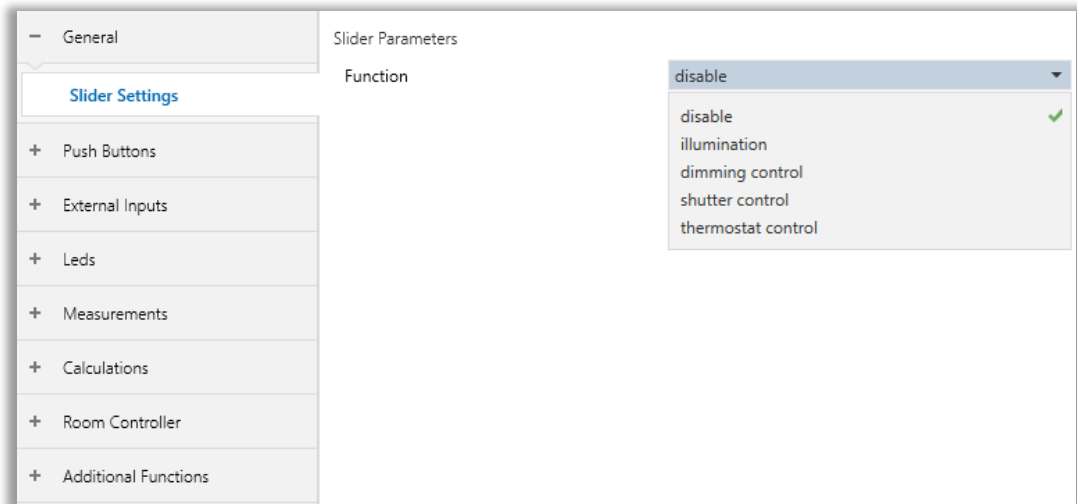 General
Slider Settings
Push Buttons
External Inputs
Leds
Measurements
Calculations
Room Controller
Additional Functions
Slider Parameters
Function
disable
disable
illumination
dimming control
shutter control
thermostat control